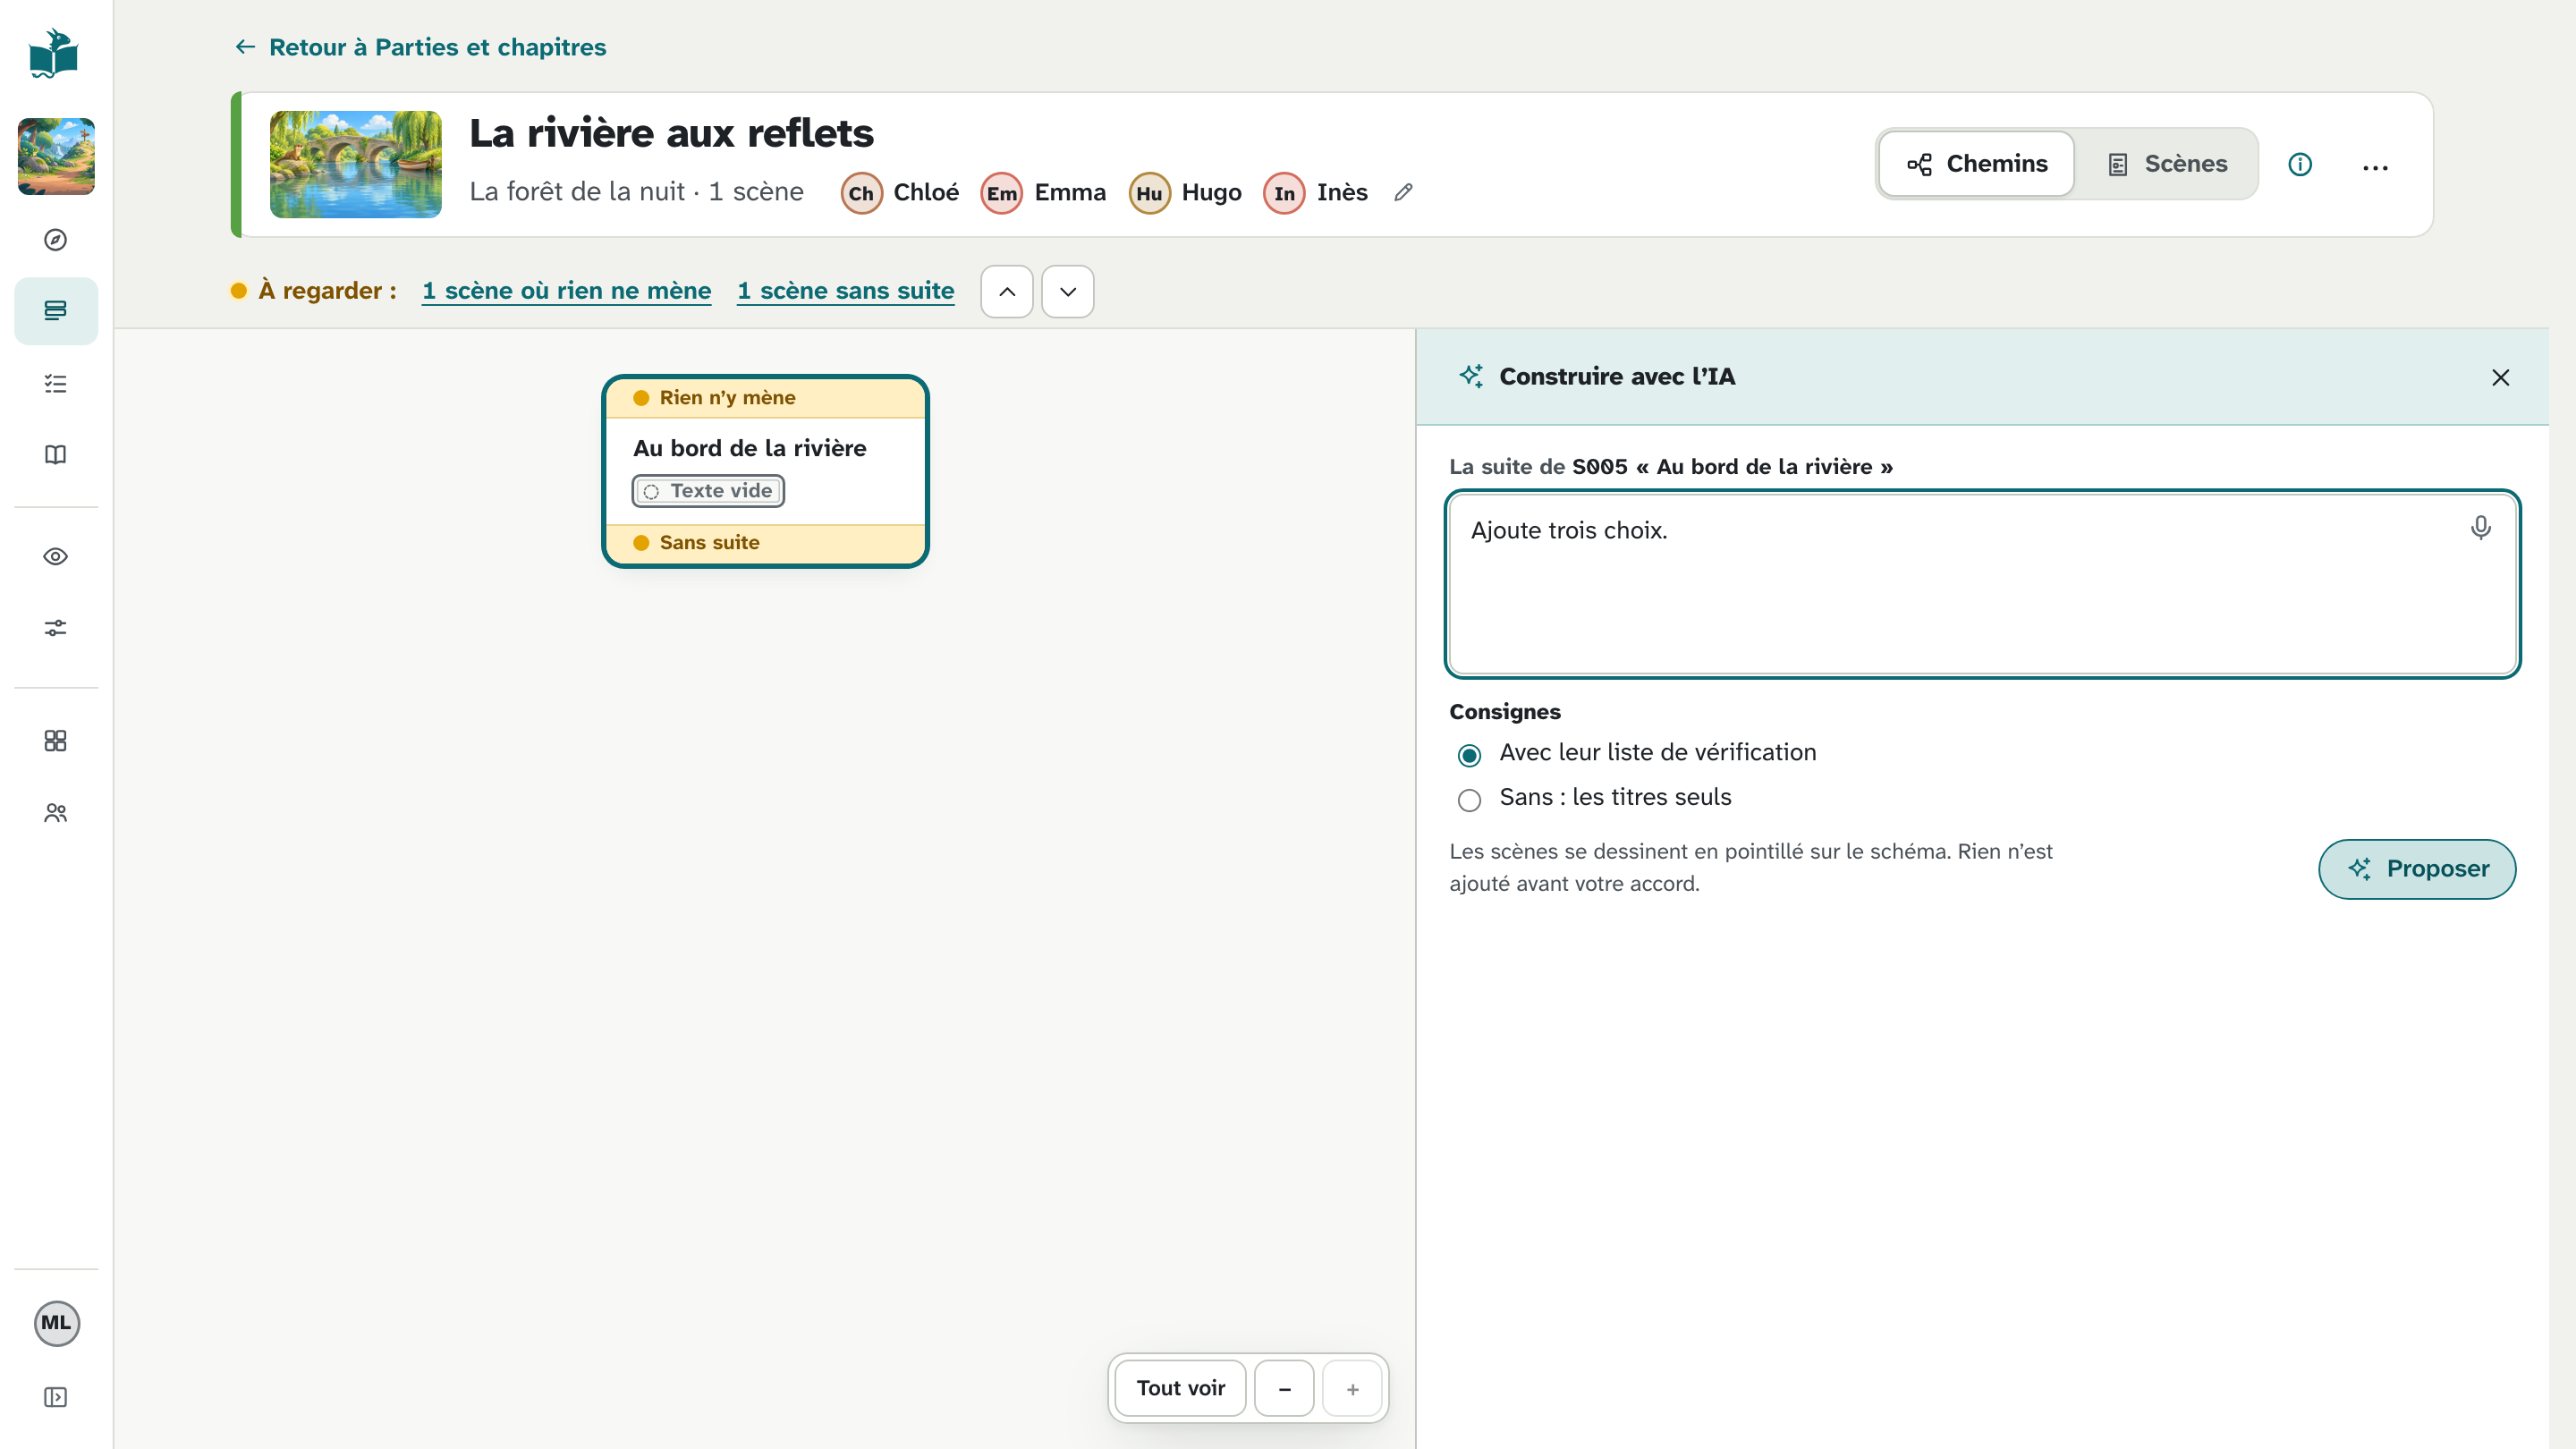 Retour à Parties et chapitres
La rivière aux reflets
La forêt de la nuit · 1 scène
Ch Chloé Em Emma Hu Hugo In Inès
Chemins
Scènes
À regarder : 1 scène où rien ne mène 1 scène sans suite
Rien n’y mène
Au bord de la rivière
Texte vide
Sans suite
Construire avec l’IA
La suite de S005 « Au bord de la rivière »
Ajoute trois choix.
Consignes
Avec leur liste de vérification
Sans : les titres seuls
Les scènes se dessinent en pointillé sur le schéma. Rien n’est
ajouté avant votre accord.
Proposer
ML
Tout voir − +